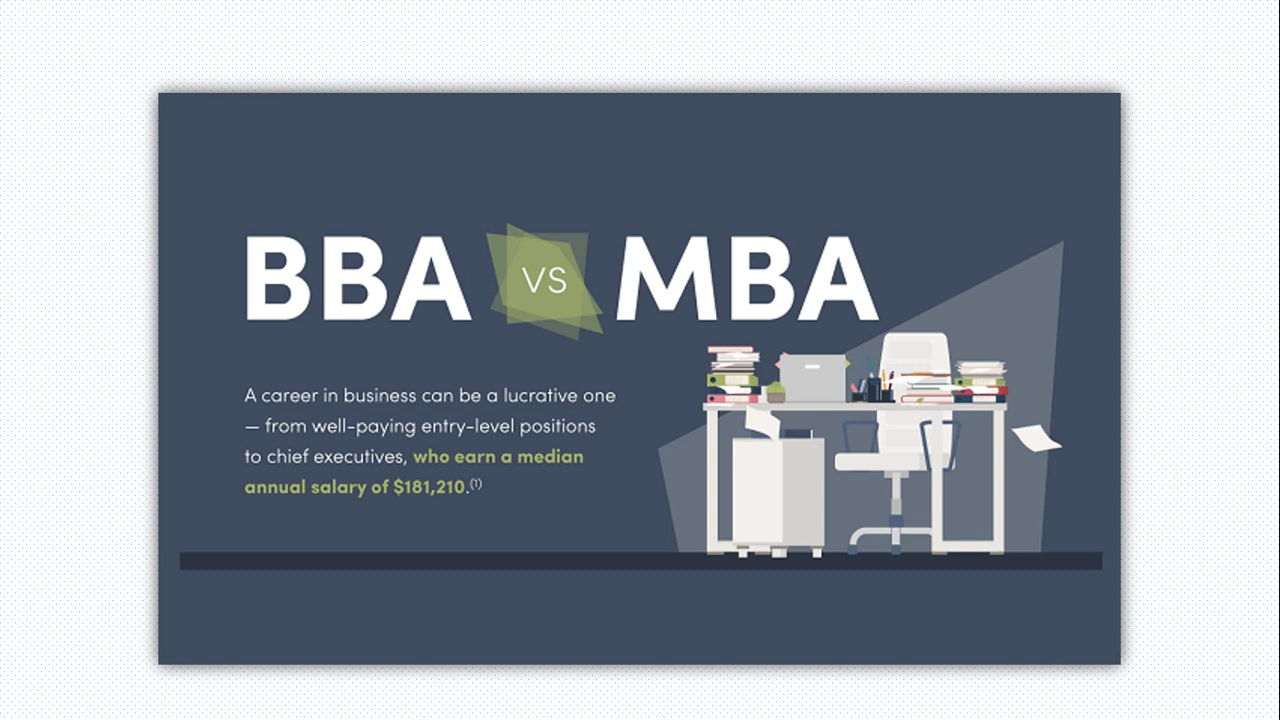 BBA VS MBA
A career in business can be a lucrative one
— from well-paying entry-level positions
to chief executives, who earn a median
annual salary of $181,210.(1)